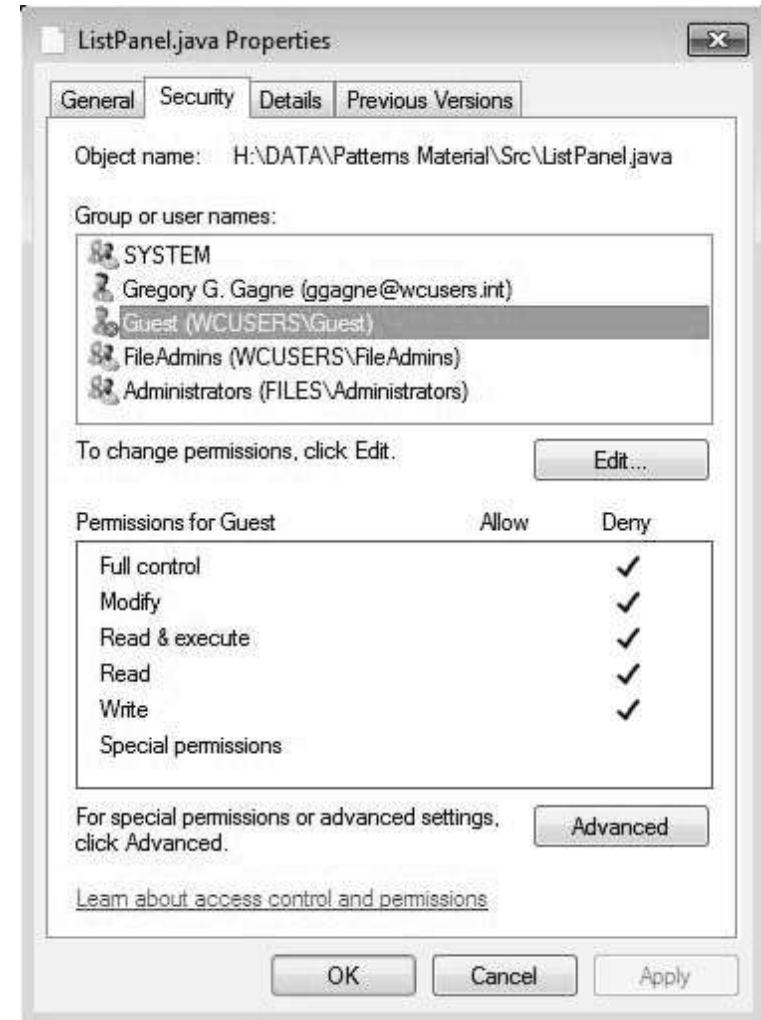 ListPanel.java Properties
General Security Details Previous Versions
Object name: H:\DATA\Patterns Material\Src\ListPanel.java
Group or user names:
SYSTEM
Gregory G. Gagne (ggagne@wcusers.int)
Guest (WCUSERS\Guest)
FileAdmins (WCUSERS\FileAdmins)
Administrators (FILES\Administrators)
To change permissions, click Edit. Edit...
Permissions for Guest Allow Deny
Full control
Modify
Read & execute
Read
Write
Special permissions
For special permissions or advanced settings, Advanced
click Advanced.
Learn about access control and permissions
OK Cancel Apply